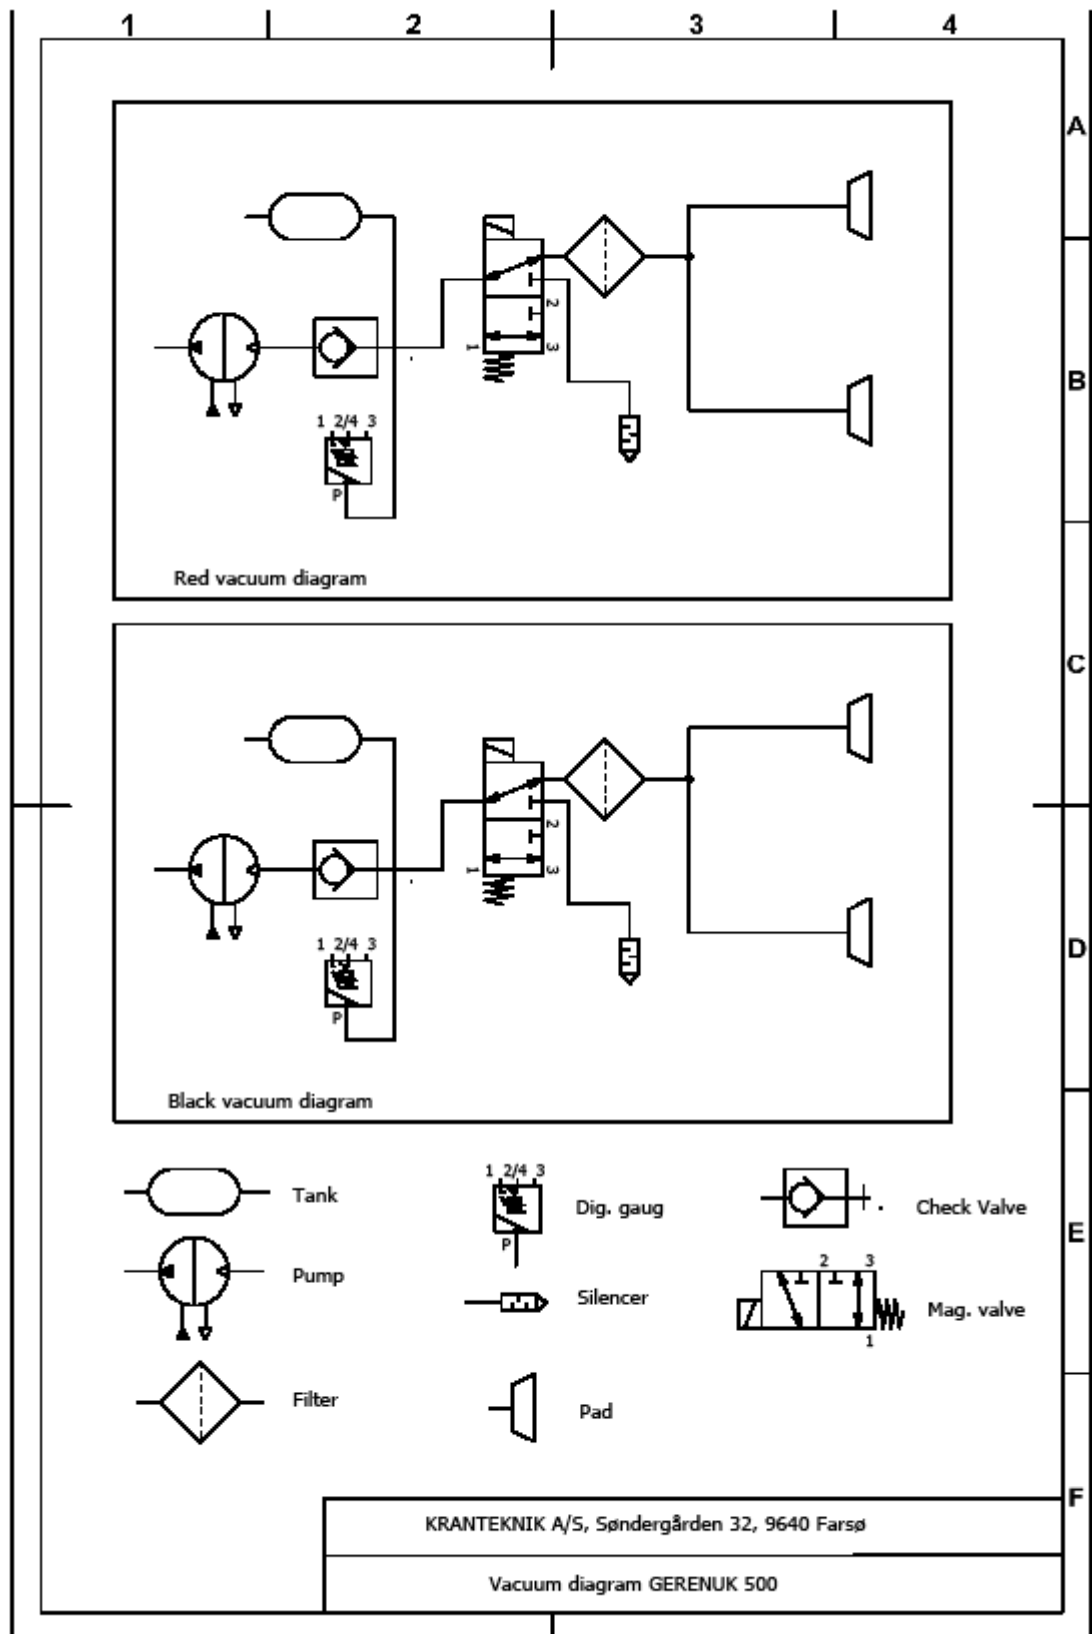 1 2 3 4
A
B
C
D
E
F
2
1 3
1 2/4 3
P
Red vacuum diagram
2
1 3
1 2/4 3
P
Black vacuum diagram
Tank
1 2/4 3
P
Dig. gaug
Check Valve
Pump
Silencer
2 3
1
Mag. valve
Filter
Pad
KRANTEKNIK A/S, Søndergården 32, 9640 Farsø
Vacuum diagram GERENUK 500